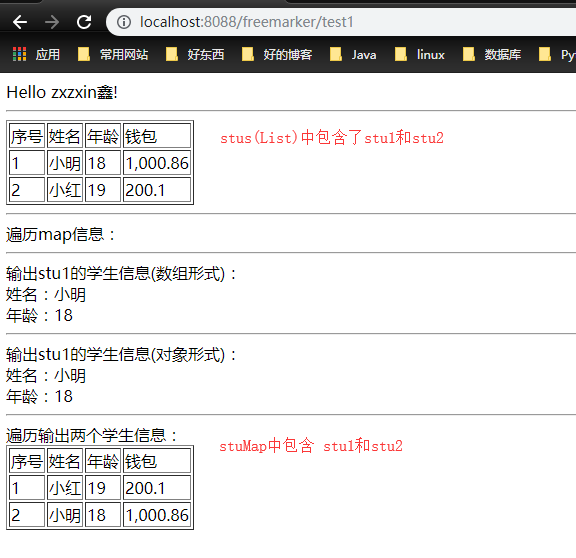 localhost:8088/freemarker/test1
应用 常用网站 好东西 好的博客 Java linux 数据库
Hello zxzxin鑫!
序号 姓名 年龄 钱包
1 小明 18 1,000.86
2 小红 19 200.1
stus(List)中包含了stu1和stu2
遍历map信息：
输出stu1的学生信息(数组形式)：
姓名：小明
年龄：18
输出stu1的学生信息(对象形式)：
姓名：小明
年龄：18
遍历输出两个学生信息：
序号 姓名 年龄 钱包
1 小红 19 200.1
2 小明 18 1,000.86
stuMap中包含 stu1和stu2